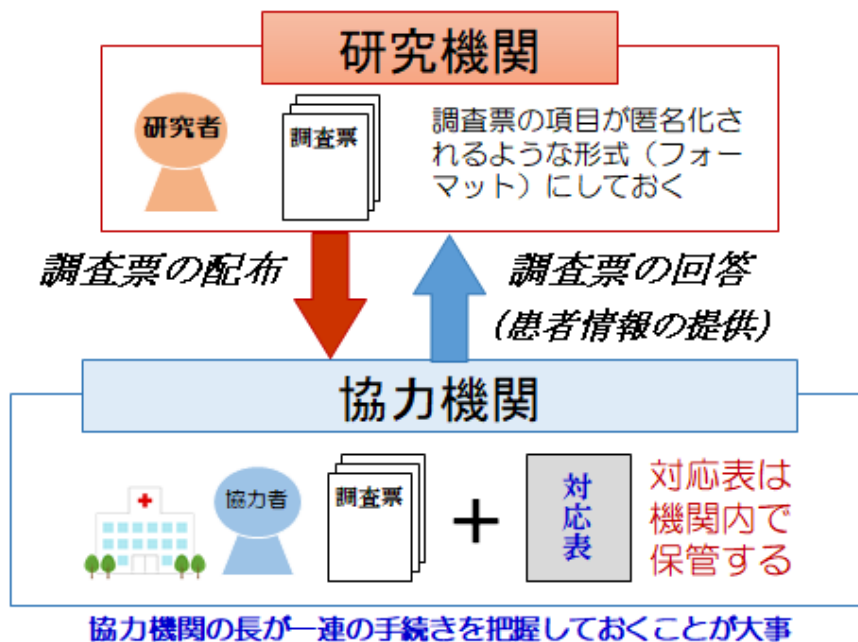 研究機関
研究者
調査票
調査票の項目が匿名化さ
れるような形式（フォー
マット）にしておく
調査票の配布
調査票の回答
(患者情報の提供)
協力機関
協力者
調査票
+
対応表
対応表は
機関内で
保管する
協力機関の長が一連の手続きを把握しておくことが大事